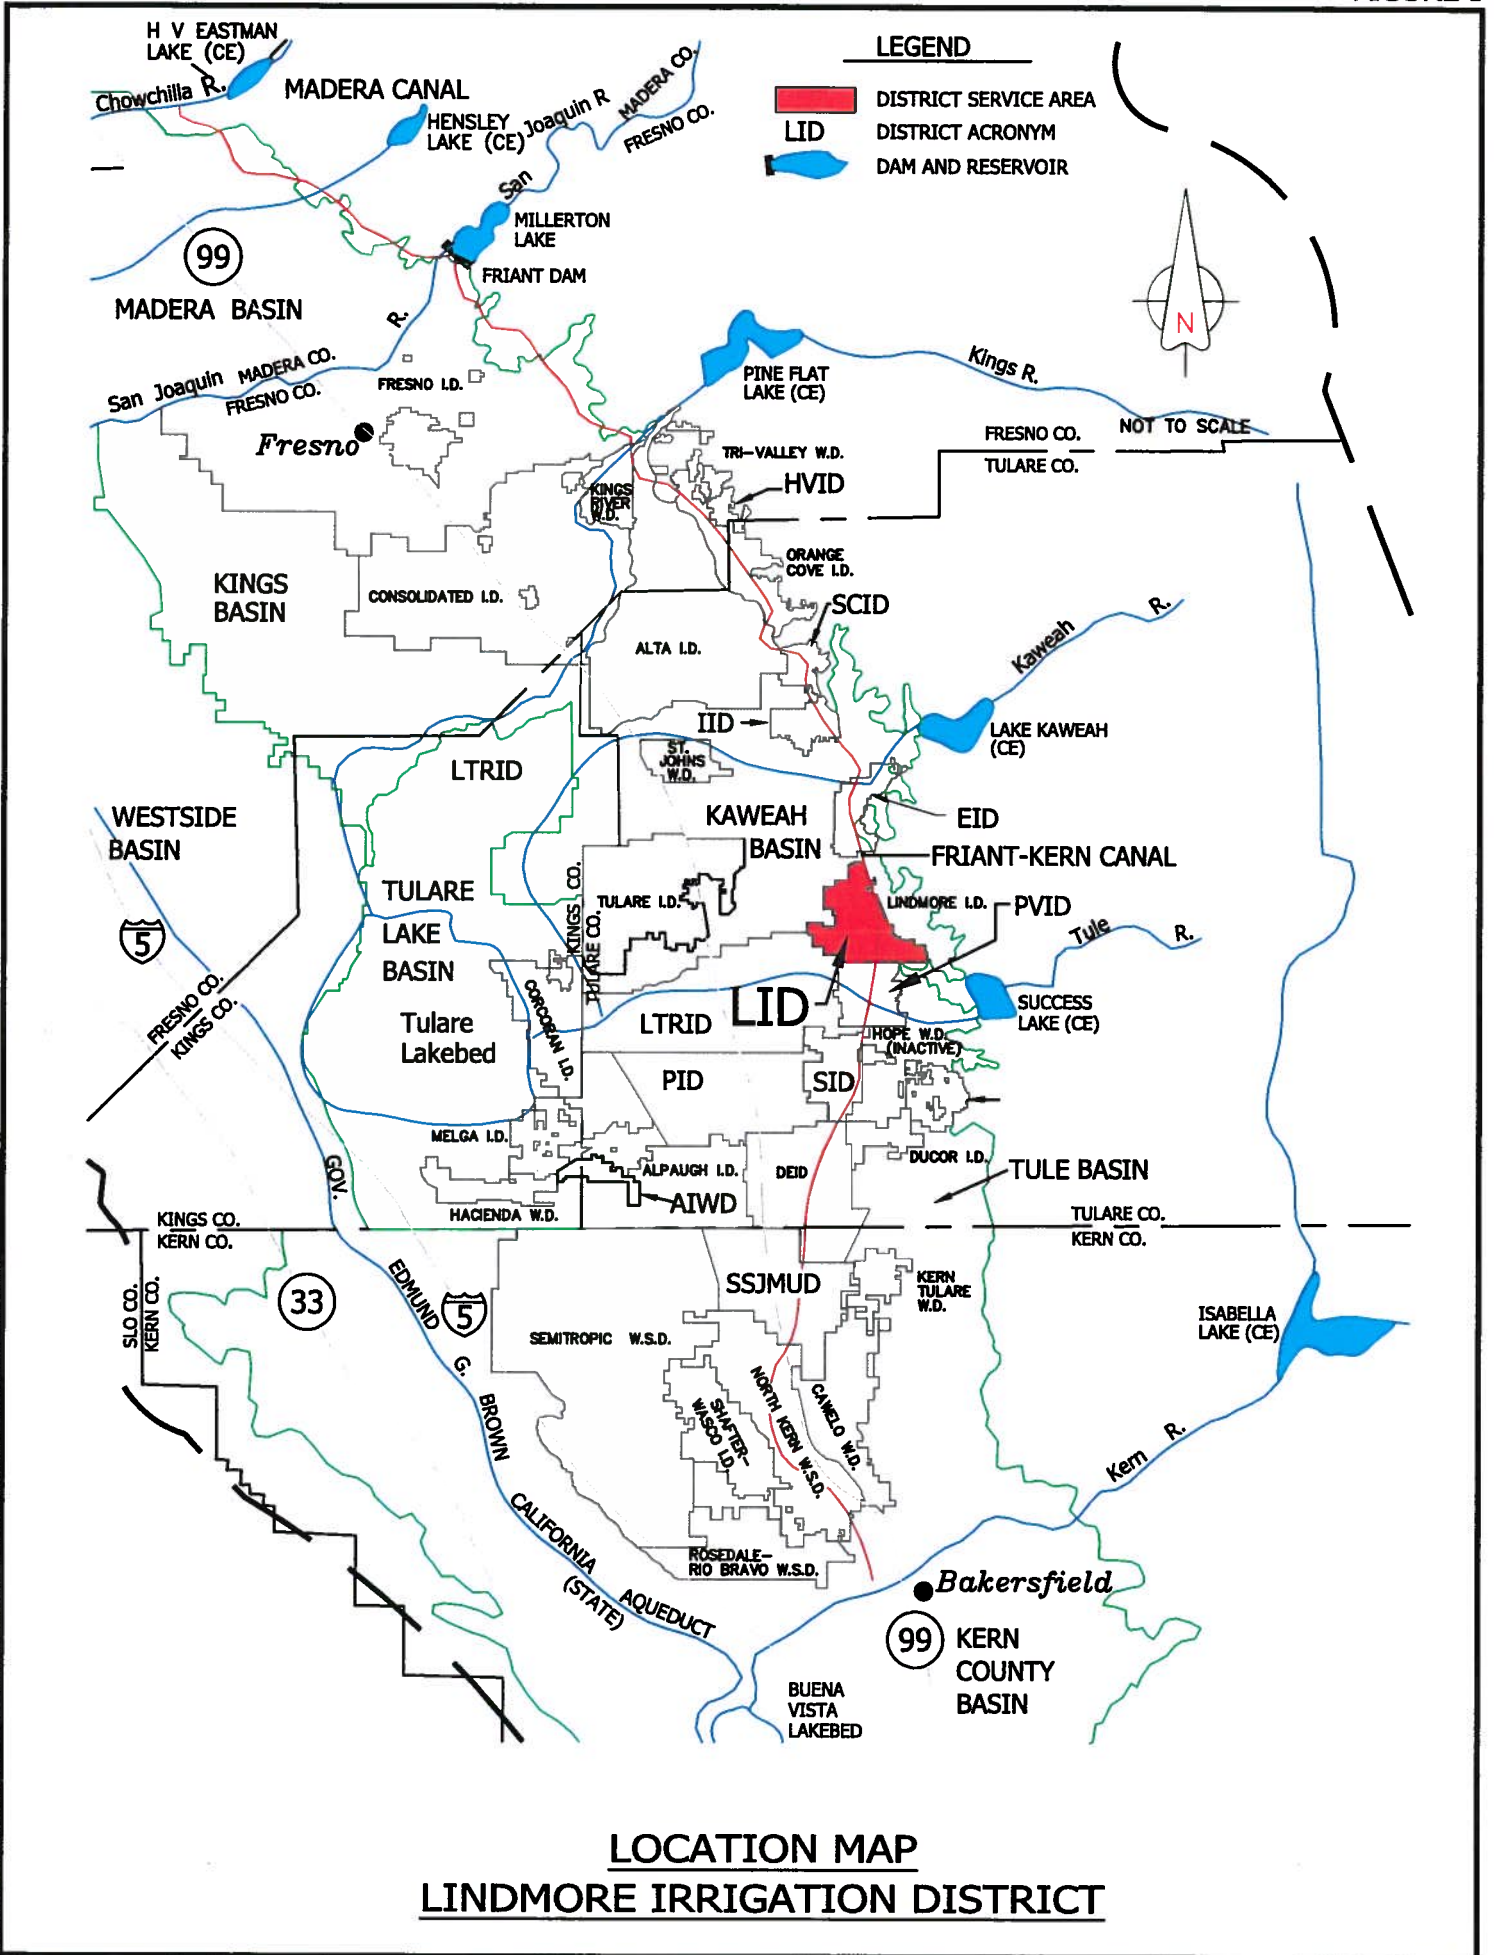 H V EASTMAN
LAKE (CE)
Chowchilla R.
MADERA CANAL
HENSLEY
LAKE (CE)
San Joaquin R
MADERA CO.
FRESNO CO.
LEGEND
DISTRICT SERVICE AREA
LID DISTRICT ACRONYM
DAM AND RESERVOIR
MILLERTON
LAKE
FRIANT DAM
99
MADERA BASIN
N
San Joaquin R.
MADERA CO.
FRESNO CO.
FRESNO I.D.
Fresno
PINE FLAT
LAKE (CE)
Kings R.
NOT TO SCALE
FRESNO CO.
TULARE CO.
TRI-VALLEY W.D.
HVID
KINGS
RIVER
W.D.
ORANGE
COVE I.D.
KINGS
BASIN
CONSOLIDATED I.D.
SCID
ALTA I.D.
Kaweah R.
IID
LAKE KAWEAH
(CE)
ST.
JOHNS
W.D.
LTRID
WESTSIDE
BASIN
KAWEAH
BASIN
EID
FRIANT-KERN CANAL
5
TULARE
LAKE
BASIN
KINGS CO.
TULARE CO.
TULARE I.D.
LINDMORE I.D.
PVID
Tule R.
FRESNO CO.
KINGS CO.
Tulare
Lakebed
CORCORAN I.D.
LTRID
LID
SUCCESS
LAKE (CE)
HOPE W.D.
(INACTIVE)
PID
SID
MELGA I.D.
ALPAUGH I.D.
DEID
DUCOR I.D.
TULE BASIN
AIWD
HACIENDA W.D.
KINGS CO.
KERN CO.
TULARE CO.
KERN CO.
SLO CO.
KERN CO.
33
GOV. EDMUND G. BROWN CALIFORNIA AQUEDUCT
(STATE)
5
SSJMUD
KERN
TULARE
W.D.
SEMITROPIC W.S.D.
ISABELLA
LAKE (CE)
SHAFTER-
WASCO I.D.
NORTH KERN W.S.D.
CAWELO W.D.
Kern R.
ROSEDALE-
RIO BRAVO W.S.D.
Bakersfield
99
KERN
COUNTY
BASIN
BUENA
VISTA
LAKEBED
LOCATION MAP
LINDMORE IRRIGATION DISTRICT